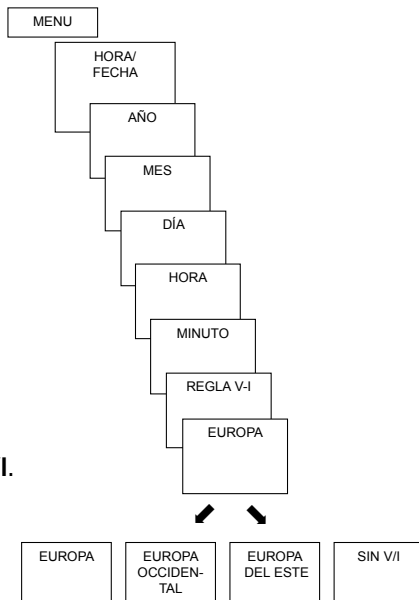 MENU
HORA/
FECHA
AÑO
MES
DÍA
HORA
MINUTO
REGLA V-I
EUROPA
I.
EUROPA
EUROPA
OCCIDEN-
TAL
EUROPA
DEL ESTE
SIN V/I